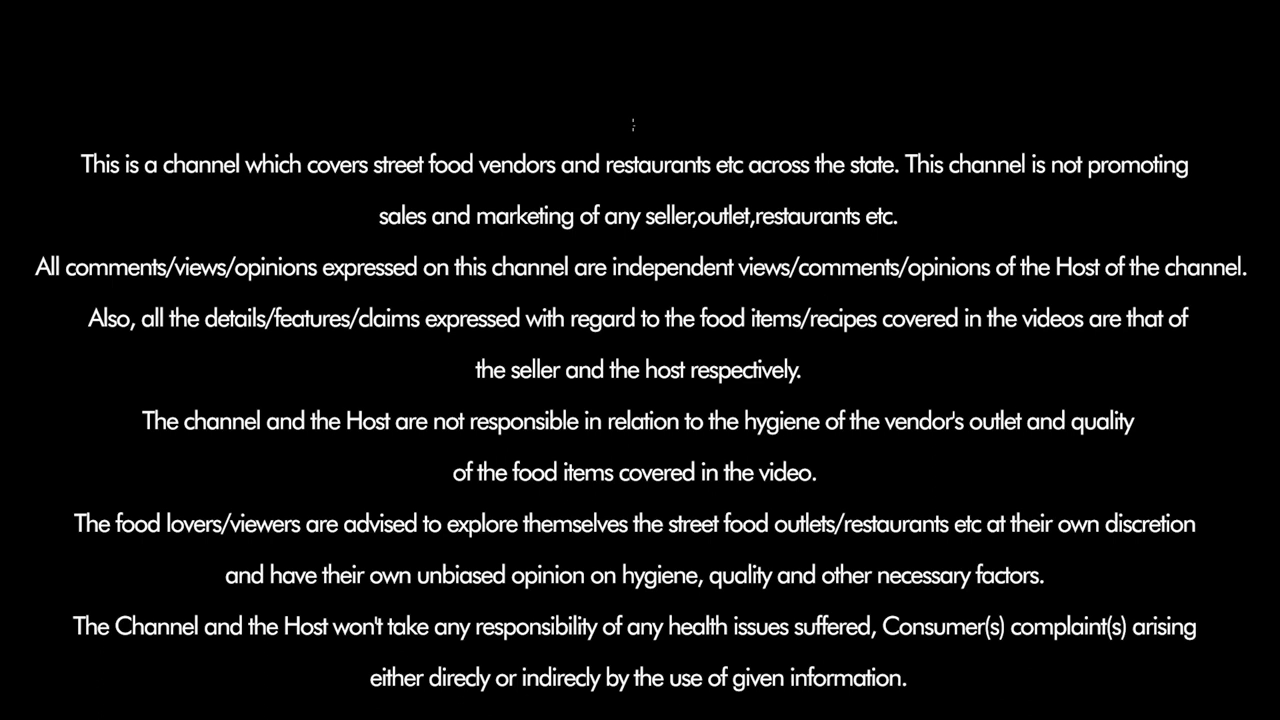 This is a channel which covers street food vendors and restaurants etc across the state. This channel is not promoting
sales and marketing of any seller,outlet,restaurants etc.
All comments/views/opinions expressed on this channel are independent views/comments/opinions of the Host of the channel.
Also, all the details/features/claims expressed with regard to the food items/recipes covered in the videos are that of
the seller and the host respectively.
The channel and the Host are not responsible in relation to the hygiene of the vendor's outlet and quality
of the food items covered in the video.
The food lovers/viewers are advised to explore themselves the street food outlets/restaurants etc at their own discretion
and have their own unbiased opinion on hygiene, quality and other necessary factors.
The Channel and the Host won't take any responsibility of any health issues suffered, Consumer(s) complaint(s) arising
either direcly or indirecly by the use of given information.